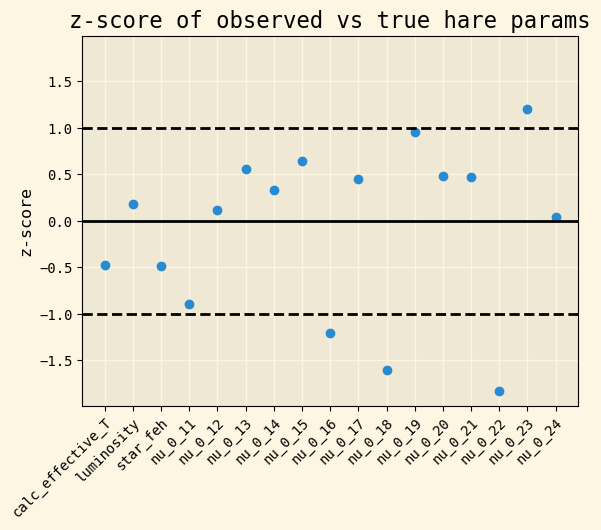 z-score of observed vs true hare params
z-score
1.5
1.0
0.5
0.0
−0.5
−1.0
−1.5
calc_effective_T
luminosity
star_feh
nu_0_11
nu_0_12
nu_0_13
nu_0_14
nu_0_15
nu_0_16
nu_0_17
nu_0_18
nu_0_19
nu_0_20
nu_0_21
nu_0_22
nu_0_23
nu_0_24